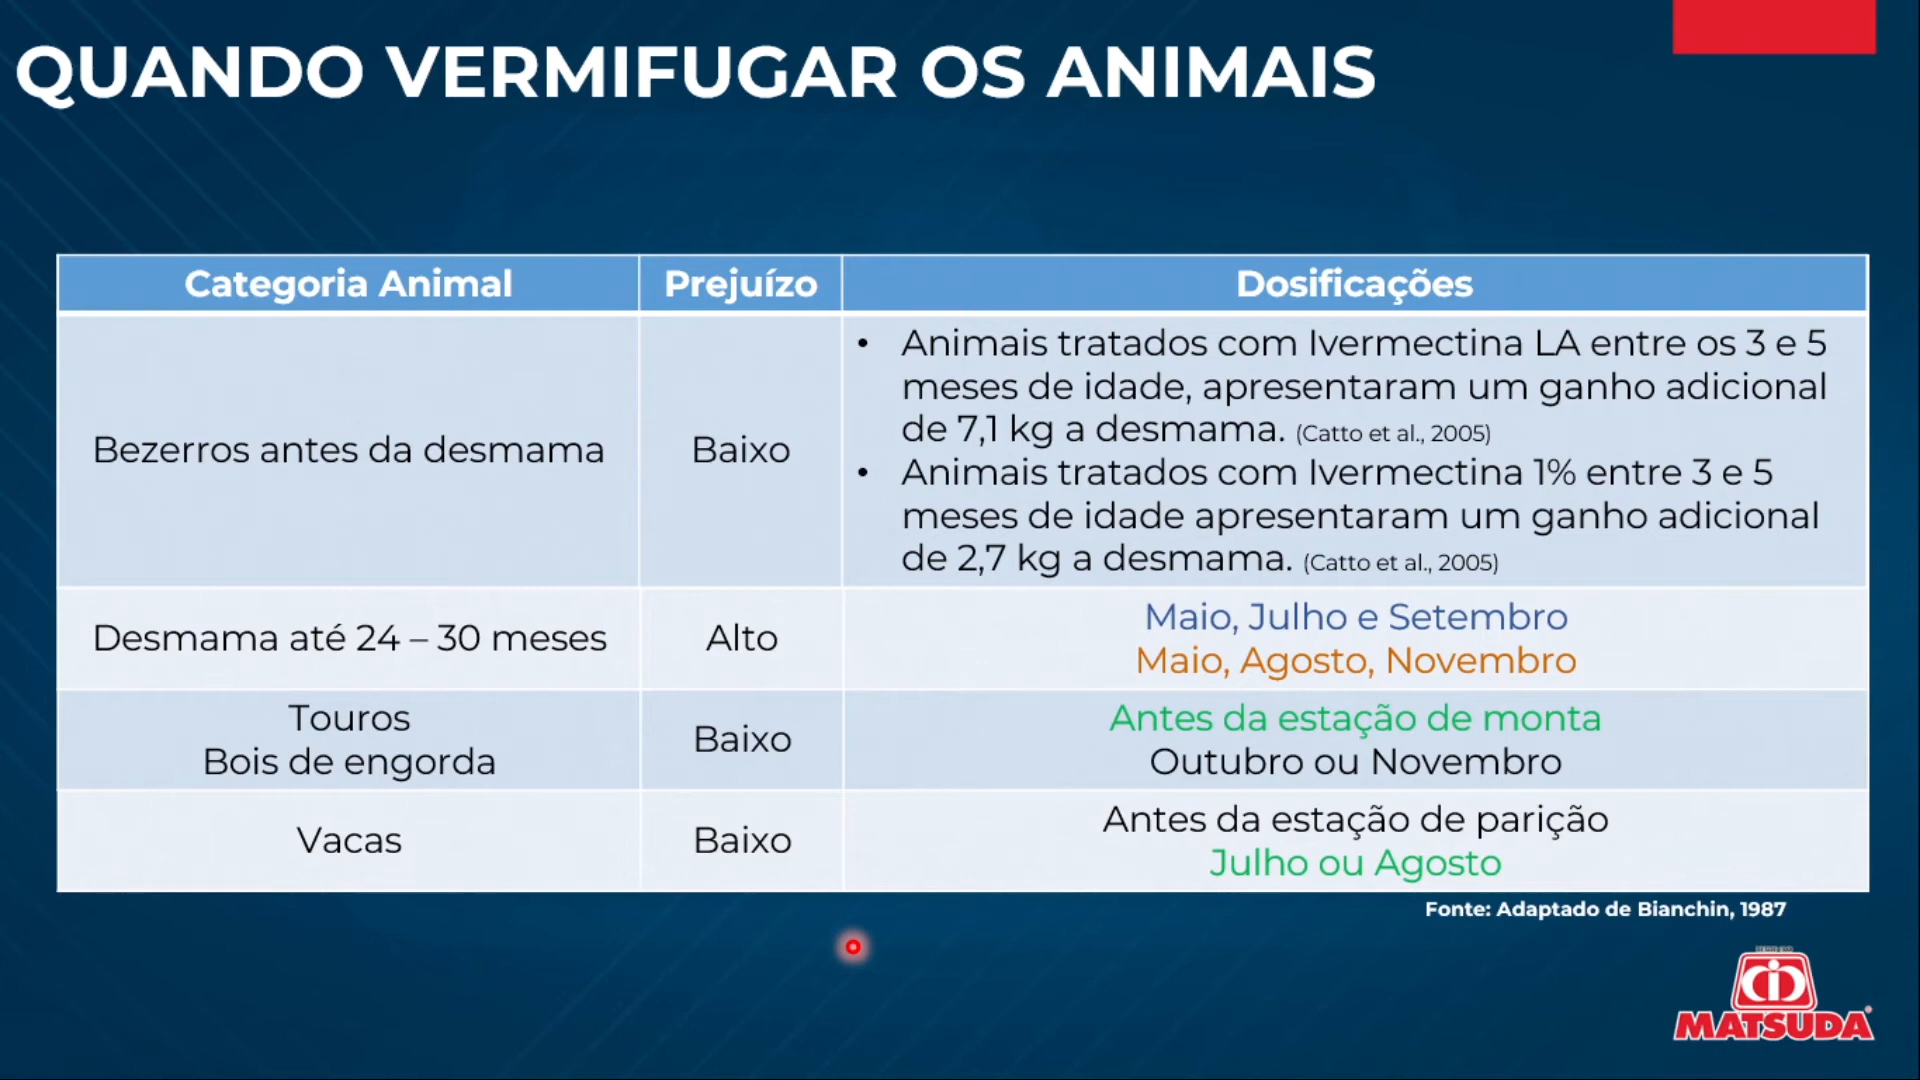 QUANDO VERMIFUGAR OS ANIMAIS
Categoria Animal
Prejuízo
Dosificações
Bezerros antes da desmama
Baixo
• Animais tratados com Ivermectina LA entre os 3 e 5
meses de idade, apresentaram um ganho adicional
de 7,1 kg a desmama. (Catto et al., 2005)
• Animais tratados com Ivermectina 1% entre 3 e 5
meses de idade apresentaram um ganho adicional
de 2,7 kg a desmama. (Catto et al., 2005)
Desmama até 24 – 30 meses
Alto
Maio, Julho e Setembro
Maio, Agosto, Novembro
Touros
Bois de engorda
Baixo
Antes da estação de monta
Outubro ou Novembro
Vacas
Baixo
Antes da estação de parição
Julho ou Agosto
Fonte: Adaptado de Bianchin, 1987
MATSUDA